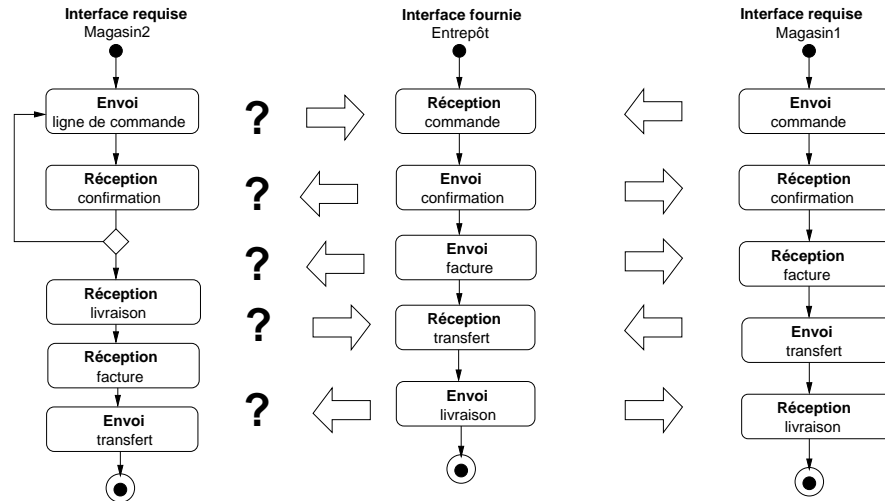 Interface requise
Magasin2
Envoi
ligne de commande
Réception
confirmation
Réception
livraison
Réception
facture
Envoi
transfert
?
?
?
?
?
Interface fournie
Entrepôt
Réception
commande
Envoi
confirmation
Envoi
facture
Réception
transfert
Envoi
livraison
Interface requise
Magasin1
Envoi
commande
Réception
confirmation
Réception
facture
Envoi
transfert
Réception
livraison